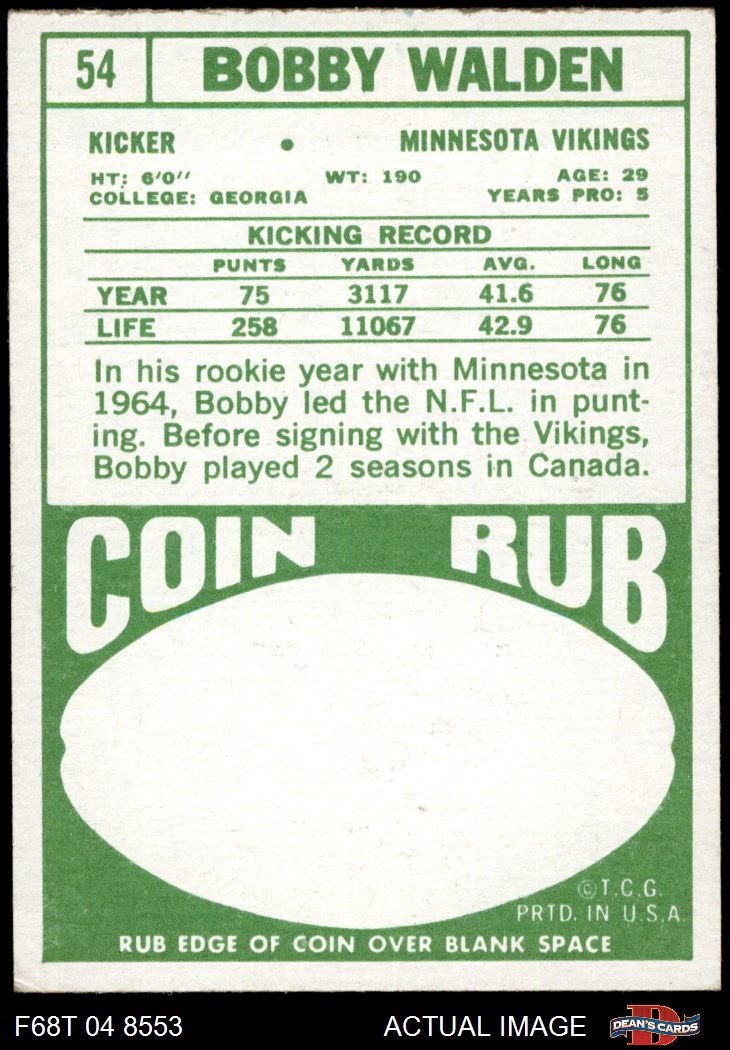 54 BOBBY WALDEN
KICKER • MINNESOTA VIKINGS
HT: 6'0" WT: 190 AGE: 29
COLLEGE: GEORGIA YEARS PRO: 5
KICKING RECORD
PUNTS YARDS AVG. LONG
YEAR 75 3117 41.6 76
LIFE 258 11067 42.9 76
In his rookie year with Minnesota in
1964, Bobby led the N.F.L. in punt-
ing. Before signing with the Vikings,
Bobby played 2 seasons in Canada.
COIN RUB
©T.C.G.
PRTD. IN U.S.A.
RUB EDGE OF COIN OVER BLANK SPACE
F68T 04 8553 ACTUAL IMAGE D DEAN'S CARDS